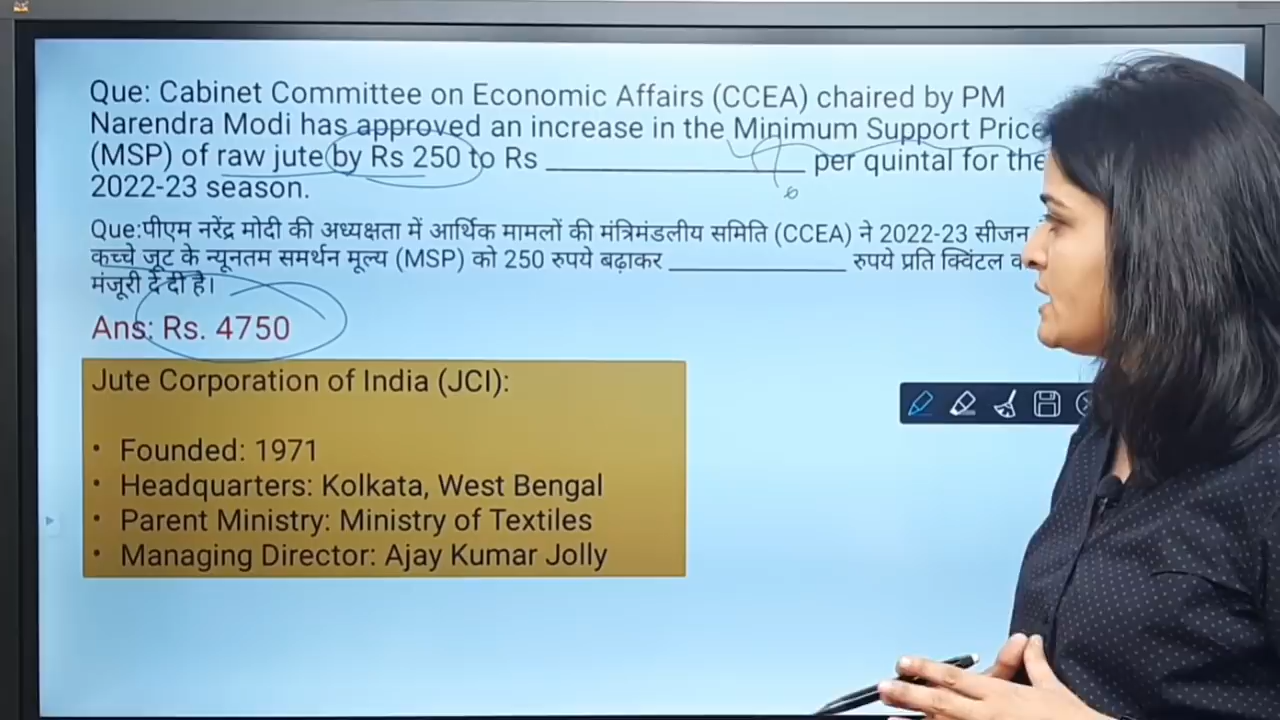 Que: Cabinet Committee on Economic Affairs (CCEA) chaired by PM
Narendra Modi has approved an increase in the Minimum Support Price
(MSP) of raw jute by Rs 250 to Rs ____________ per quintal for the
2022-23 season.
Que:पीएम नरेंद्र मोदी की अध्यक्षता में आर्थिक मामलों की मंत्रिमंडलीय समिति (CCEA) ने 2022-23 सीजन
कच्चे जूट के न्यूनतम समर्थन मूल्य (MSP) को 250 रुपये बढ़ाकर ____________ रुपये प्रति क्विंटल
मंजूरी दे दी है।
Ans: Rs. 4750
Jute Corporation of India (JCI):
• Founded: 1971
• Headquarters: Kolkata, West Bengal
• Parent Ministry: Ministry of Textiles
• Managing Director: Ajay Kumar Jolly